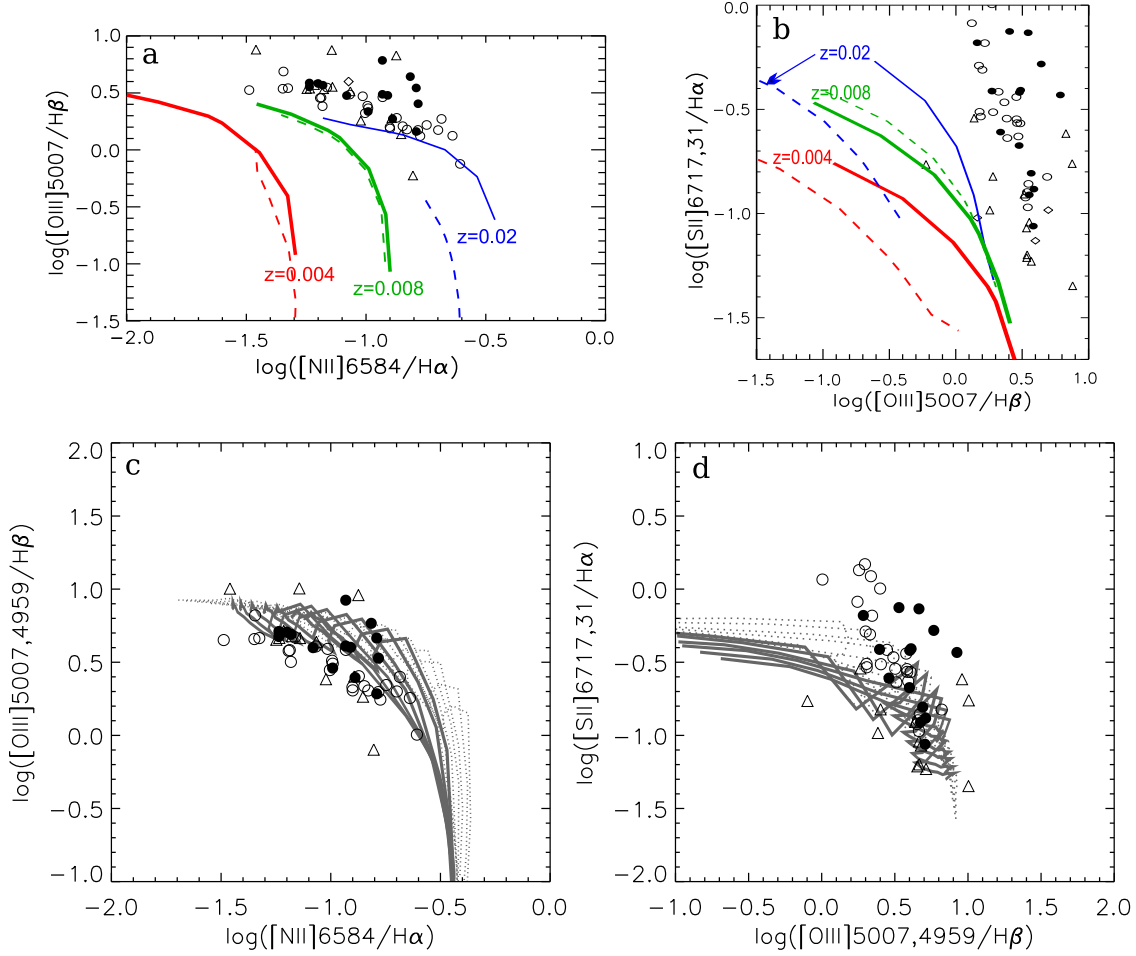 a
1.0
0.5
0.0
−0.5
−1.0
−1.5
log([OIII]5007/Hβ)
z=0.004
z=0.008
z=0.02
−2.0 −1.5 −1.0 −0.5 0.0
log([NII]6584/Hα)
b
0.0
−0.5
−1.0
−1.5
log([SII]6717,31/Hα)
z=0.02
z=0.008
z=0.004
−1.5 −1.0 −0.5 0.0 0.5 1.0
log([OIII]5007/Hβ)
c
2.0
1.5
1.0
0.5
0.0
−0.5
−1.0
log([OIII]5007,4959/Hβ)
−2.0 −1.5 −1.0 −0.5 0.0
log([NII]6584/Hα)
d
1.0
0.5
0.0
−0.5
−1.0
−1.5
−2.0
log([SII]6717,31/Hα)
−1.0 −0.5 0.0 0.5 1.0 1.5 2.0
log([OIII]5007,4959/Hβ)